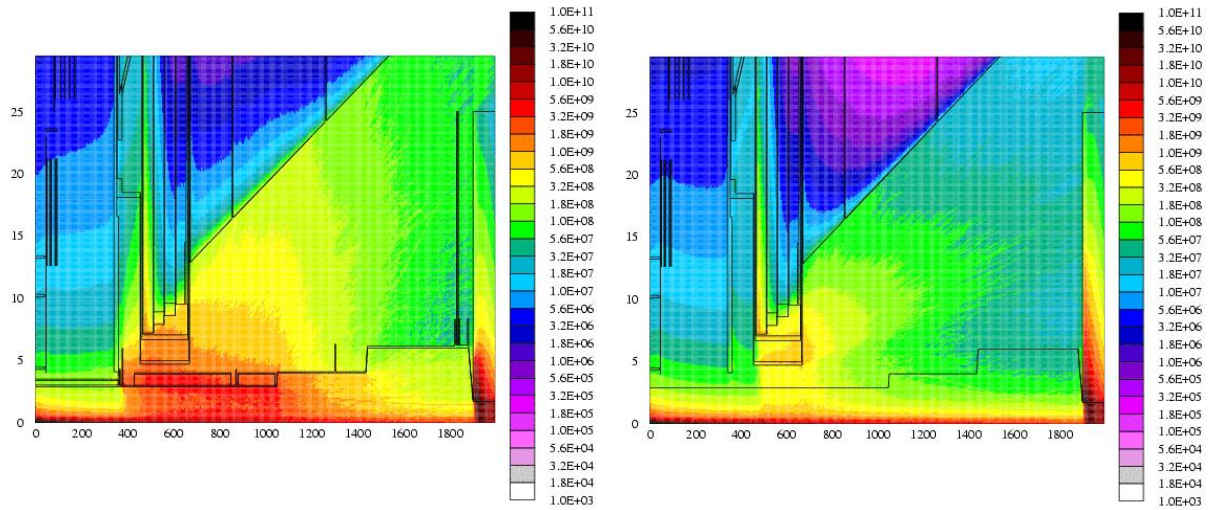 1.0E+11
5.6E+10
3.2E+10
1.8E+10
1.0E+10
5.6E+09
3.2E+09
1.8E+09
1.0E+09
5.6E+08
3.2E+08
1.8E+08
1.0E+08
5.6E+07
3.2E+07
1.8E+07
1.0E+07
5.6E+06
3.2E+06
1.8E+06
1.0E+06
5.6E+05
3.2E+05
1.8E+05
1.0E+05
5.6E+04
3.2E+04
1.8E+04
1.0E+03
25
20
15
10
5
0
0 200 400 600 800 1000 1200 1400 1600 1800
1.0E+11
5.6E+10
3.2E+10
1.8E+10
1.0E+10
5.6E+09
3.2E+09
1.8E+09
1.0E+09
5.6E+08
3.2E+08
1.8E+08
1.0E+08
5.6E+07
3.2E+07
1.8E+07
1.0E+07
5.6E+06
3.2E+06
1.8E+06
1.0E+06
5.6E+05
3.2E+05
1.8E+05
1.0E+05
5.6E+04
3.2E+04
1.8E+04
1.0E+03
25
20
15
10
5
0
0 200 400 600 800 1000 1200 1400 1600 1800